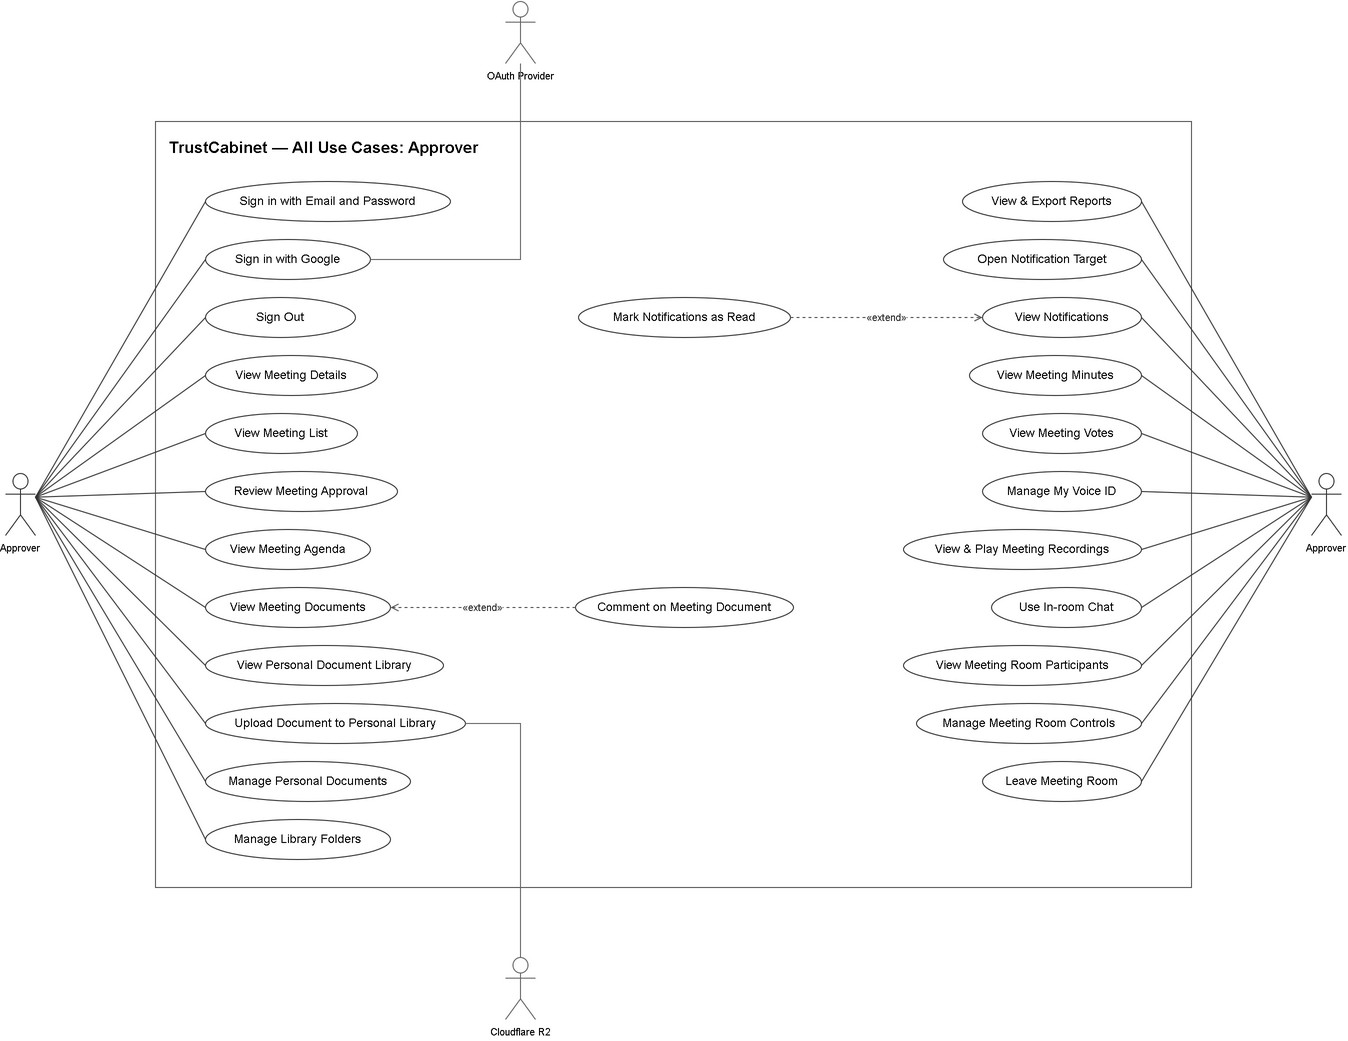 OAuth Provider
TrustCabinet — All Use Cases: Approver
Sign in with Email and Password
View & Export Reports
Sign in with Google
Open Notification Target
Sign Out
Mark Notifications as Read
«extend»
View Notifications
View Meeting Details
View Meeting Minutes
View Meeting List
View Meeting Votes
Review Meeting Approval
Manage My Voice ID
Approver
Approver
View Meeting Agenda
View & Play Meeting Recordings
View Meeting Documents
«extend»
Comment on Meeting Document
Use In-room Chat
View Personal Document Library
View Meeting Room Participants
Upload Document to Personal Library
Manage Meeting Room Controls
Manage Personal Documents
Leave Meeting Room
Manage Library Folders
Cloudflare R2